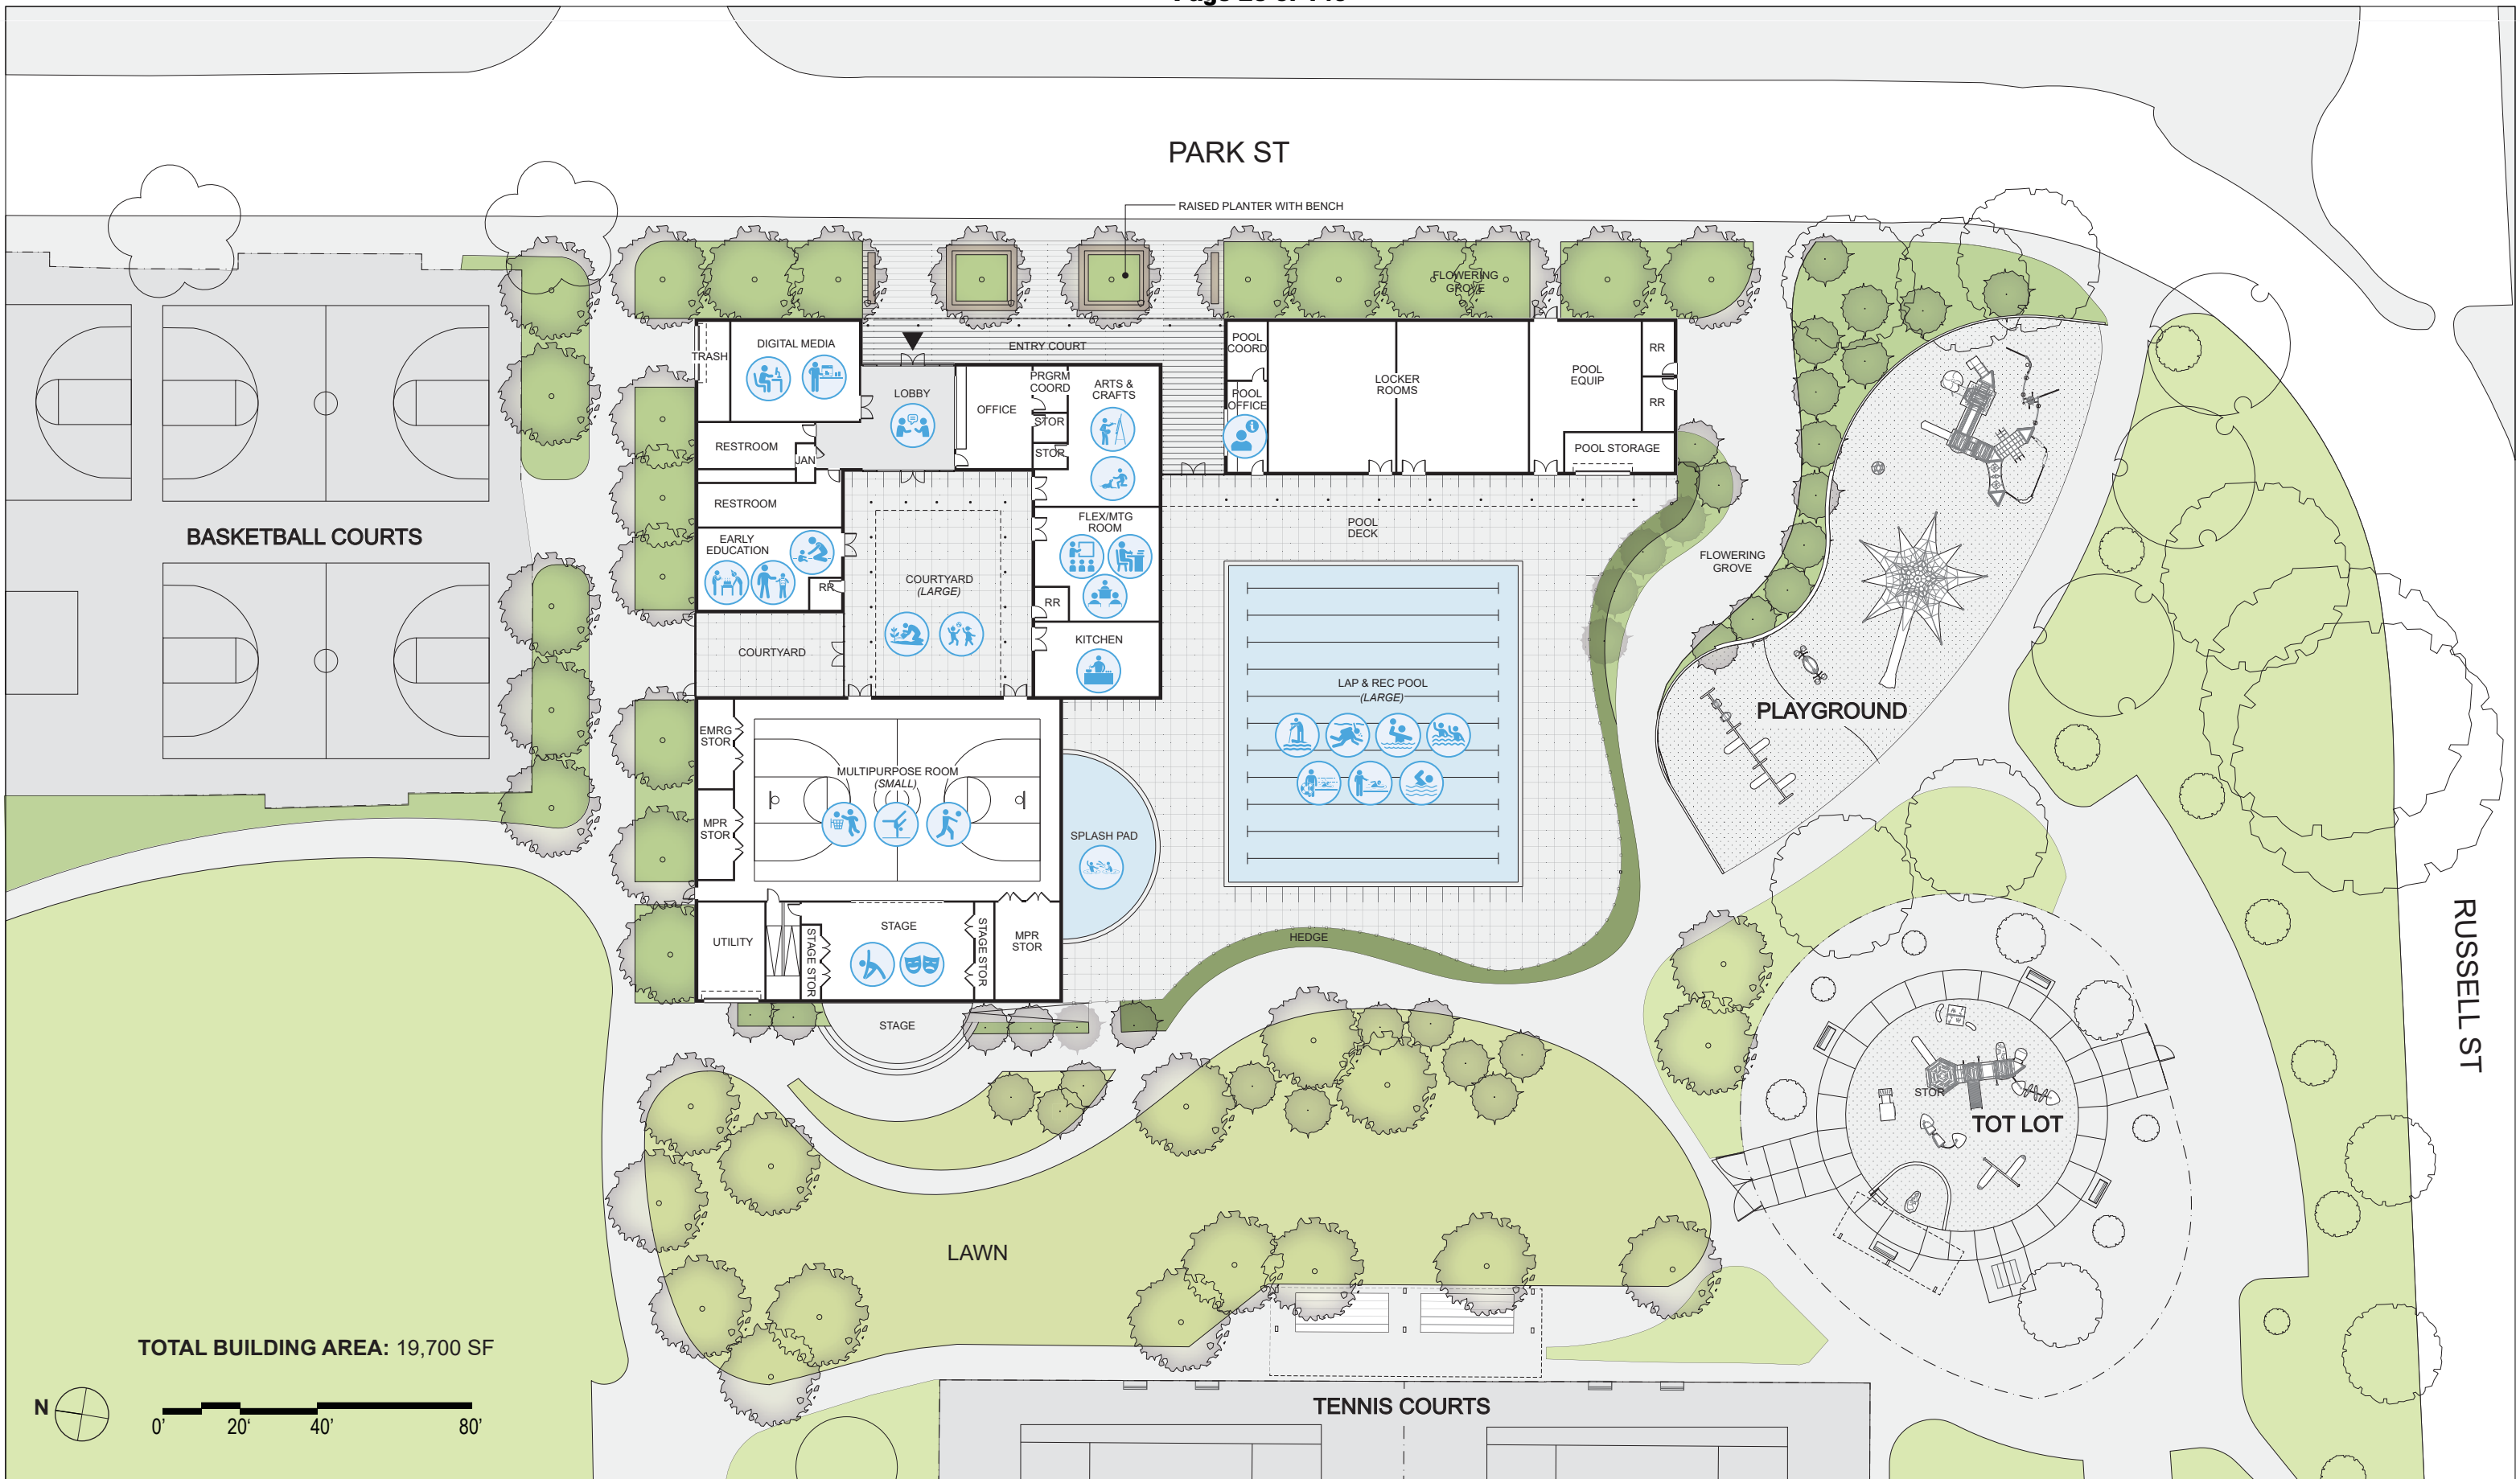 PARK ST
RAISED PLANTER WITH BENCH
FLOWERING
GROVE
TRASH
DIGITAL MEDIA
ENTRY COURT
LOBBY
OFFICE
PRGRM
COORD
STOR
STOR
ARTS &
CRAFTS
POOL
COORD
POOL
OFFICE
LOCKER
ROOMS
POOL
EQUIP
RR
RR
POOL STORAGE
RESTROOM
JAN
RESTROOM
BASKETBALL COURTS
EARLY
EDUCATION
RR
COURTYARD
(LARGE)
FLEX/MTG
ROOM
RR
KITCHEN
COURTYARD
POOL
DECK
FLOWERING
GROVE
LAP & REC POOL
(LARGE)
PLAYGROUND
EMRG
STOR
MPR
STOR
MULTIPURPOSE ROOM
(SMALL)
SPLASH PAD
UTILITY
STAGE STOR
STAGE
STAGE STOR
MPR
STOR
HEDGE
STAGE
RUSSELL ST
STOR
TOT LOT
LAWN
TOTAL BUILDING AREA: 19,700 SF
N
0'
20'
40'
80'
TENNIS COURTS